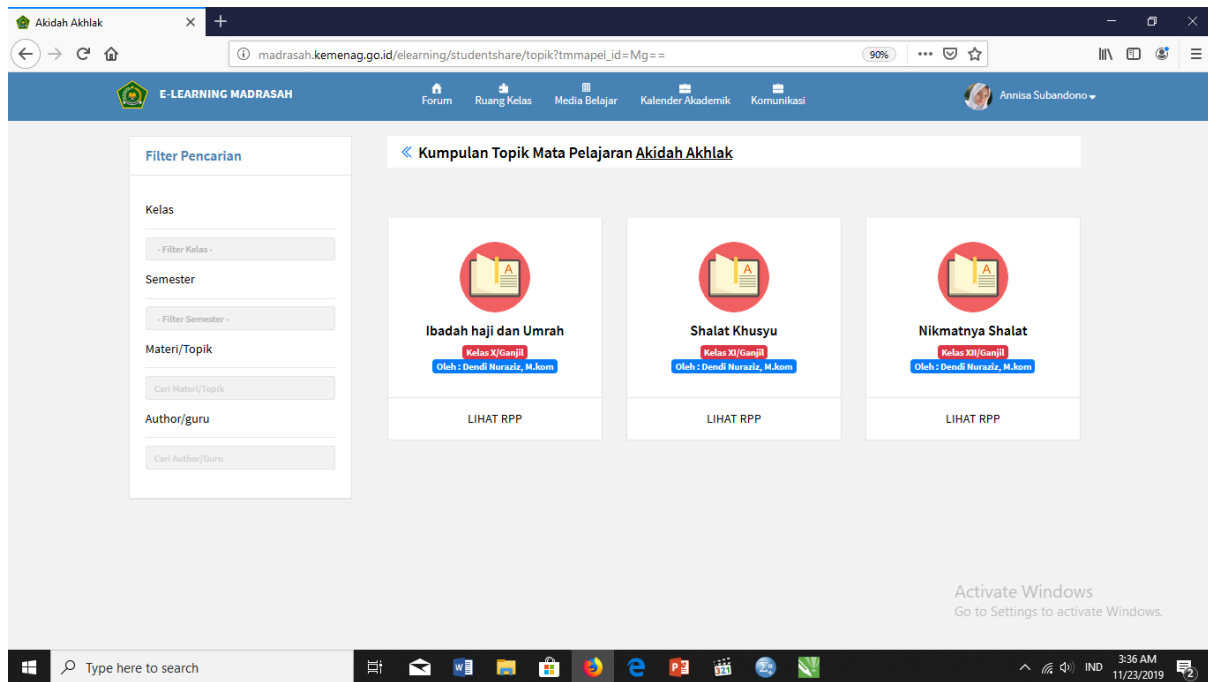 Akidah Akhlak
madrasah.kemenag.go.id/elearning/studentshare/topik?tmmapel_id=Mg==
90%
E-LEARNING MADRASAH
Forum
Ruang Kelas
Media Belajar
Kalender Akademik
Komunikasi
Annisa Subandono
Filter Pencarian
Kelas
- Filter Kelas -
Semester
- Filter Semester -
Materi/Topik
Cari Materi/Topik
Author/guru
Cari Author/Guru
Kumpulan Topik Mata Pelajaran Akidah Akhlak
A
Ibadah haji dan Umrah
Kelas X/Ganjil
Oleh : Dendi Nuraziz, M.kom
LIHAT RPP
A
Shalat Khusyu
Kelas XI/Ganjil
Oleh : Dendi Nuraziz, M.kom
LIHAT RPP
A
Nikmatnya Shalat
Kelas XII/Ganjil
Oleh : Dendi Nuraziz, M.kom
LIHAT RPP
Activate Windows
Go to Settings to activate Windows.
Type here to search
321
IND
3:36 AM
11/23/2019
2